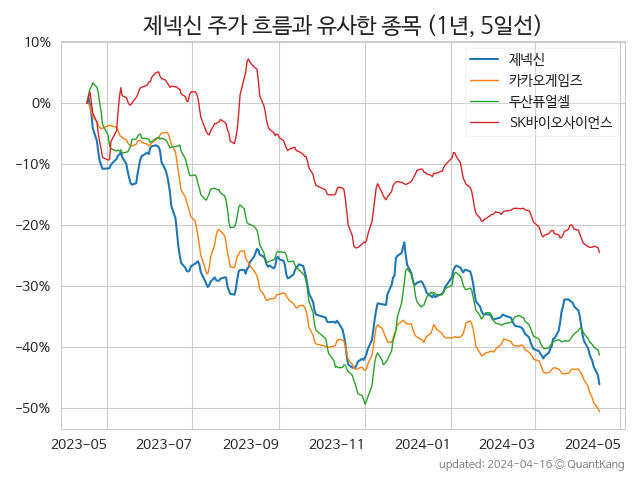 제넥신 주가 흐름과 유사한 종목 (1년, 5일선)
제넥신
카카오게임즈
두산퓨얼셀
SK바이오사이언스
10%
0%
−10%
−20%
−30%
−40%
−50%
2023-05 2023-07 2023-09 2023-11 2024-01 2024-03 2024-05
updated: 2024-04-16 © QuantKang